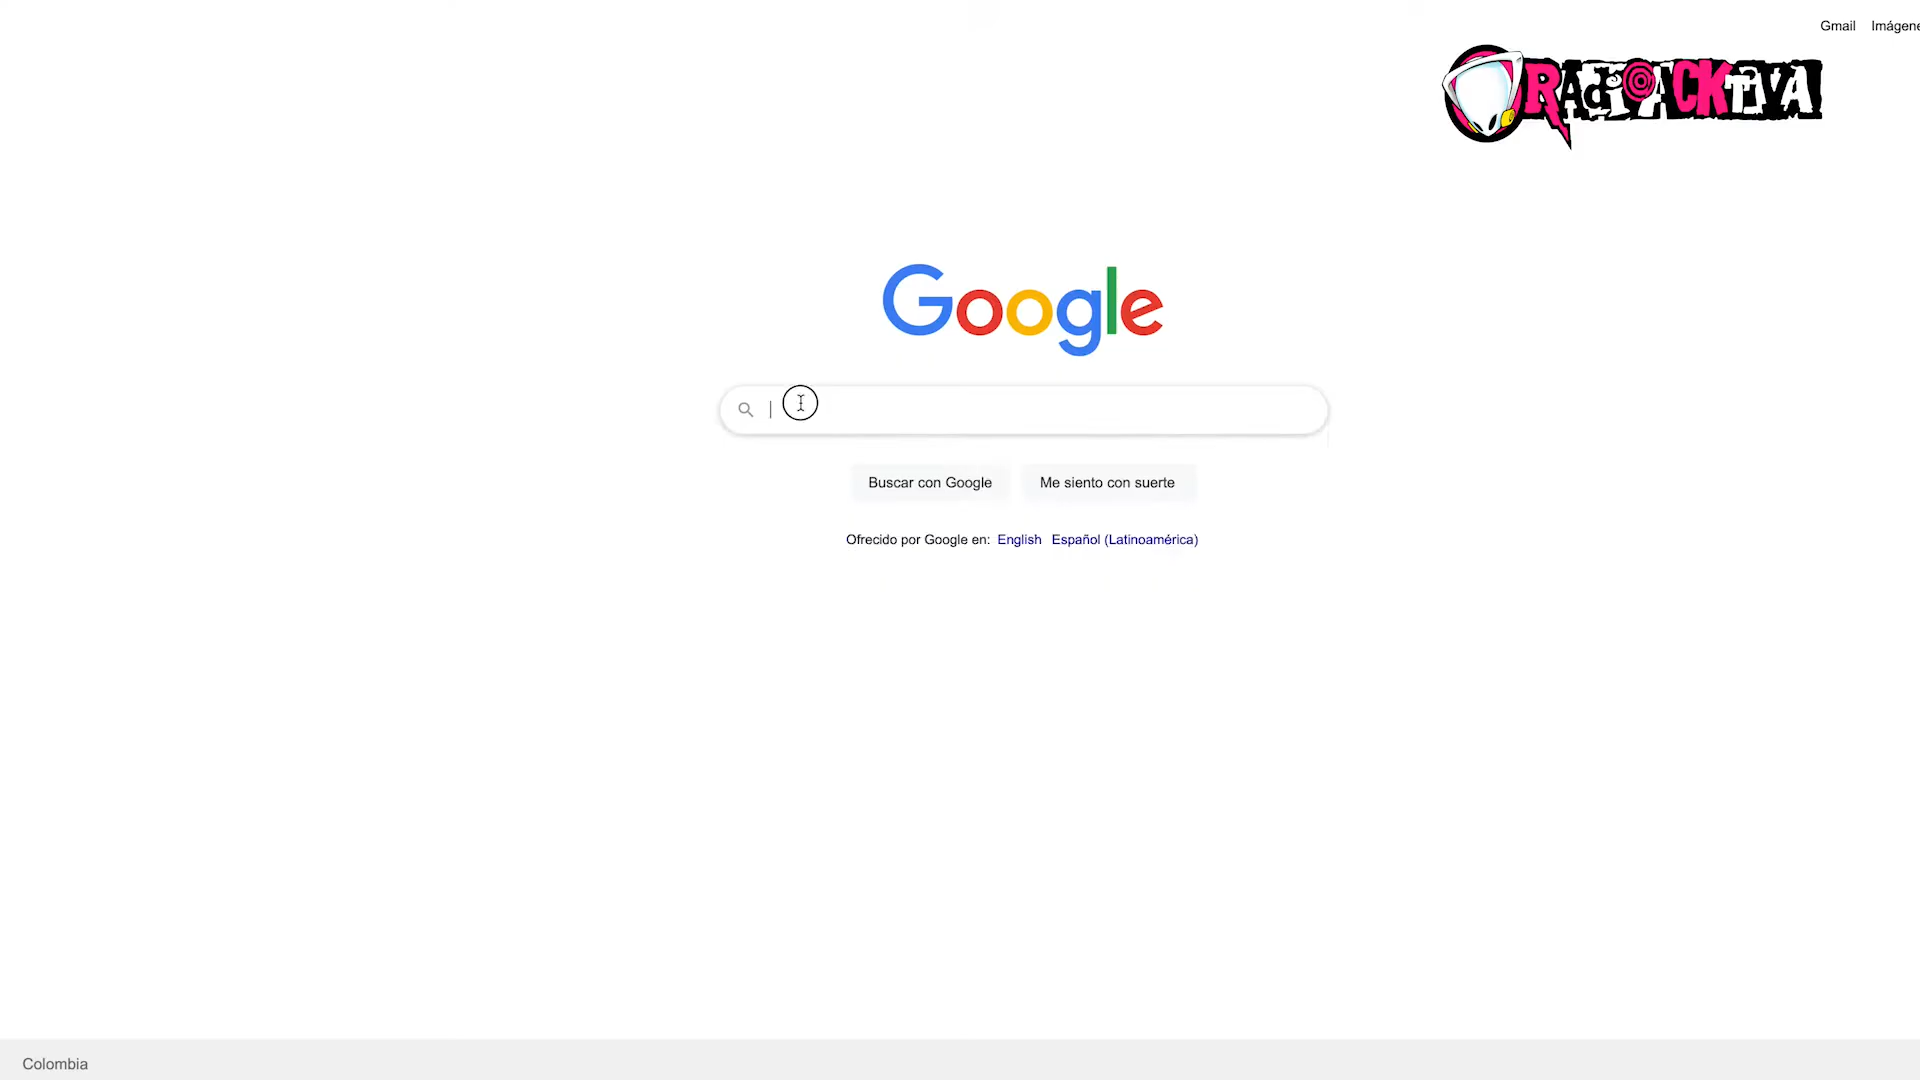 Gmail Imágene
RADIOACKTIVA
Google
Buscar con Google
Me siento con suerte
Ofrecido por Google en: English Español (Latinoamérica)
Colombia